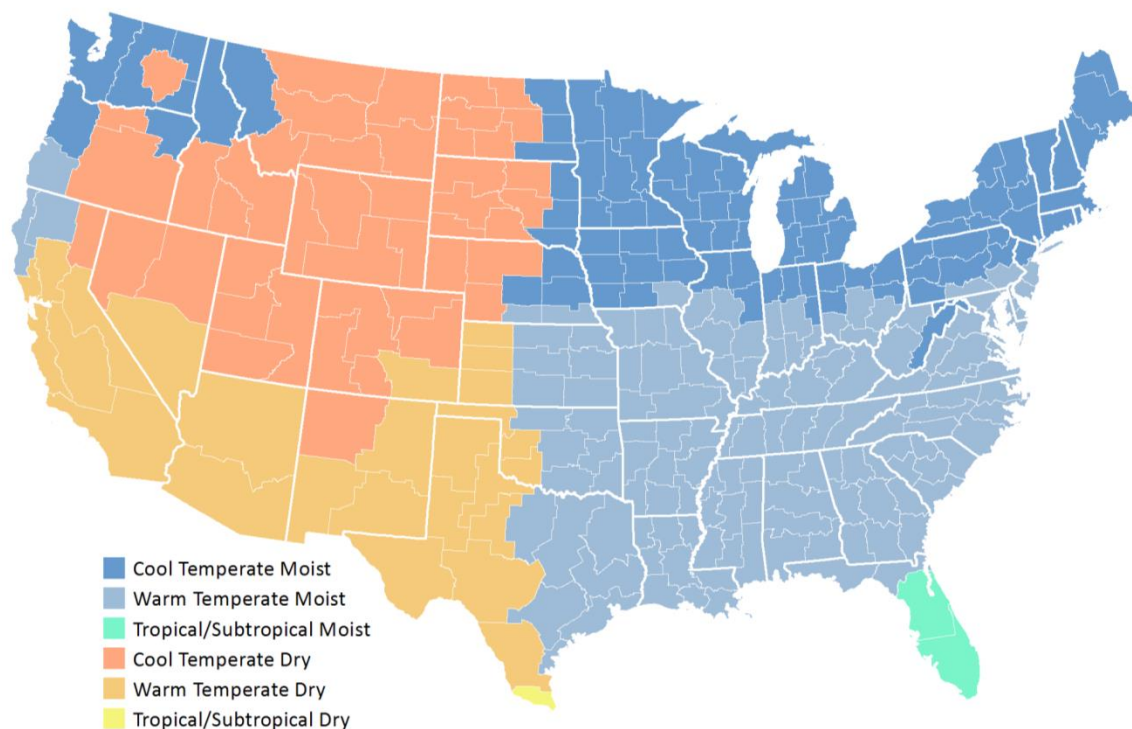 Cool Temperate Moist
Warm Temperate Moist
Tropical/Subtropical Moist
Cool Temperate Dry
Warm Temperate Dry
Tropical/Subtropical Dry